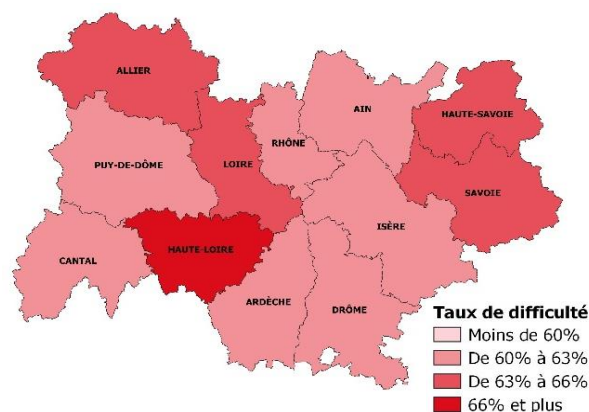 ALLIER
AIN
HAUTE-SAVOIE
RHÔNE
PUY-DE-DÔME
LOIRE
SAVOIE
ISÈRE
HAUTE-LOIRE
CANTAL
ARDÈCHE
DRÔME
Taux de difficulté
Moins de 60%
De 60% à 63%
De 63% à 66%
66% et plus